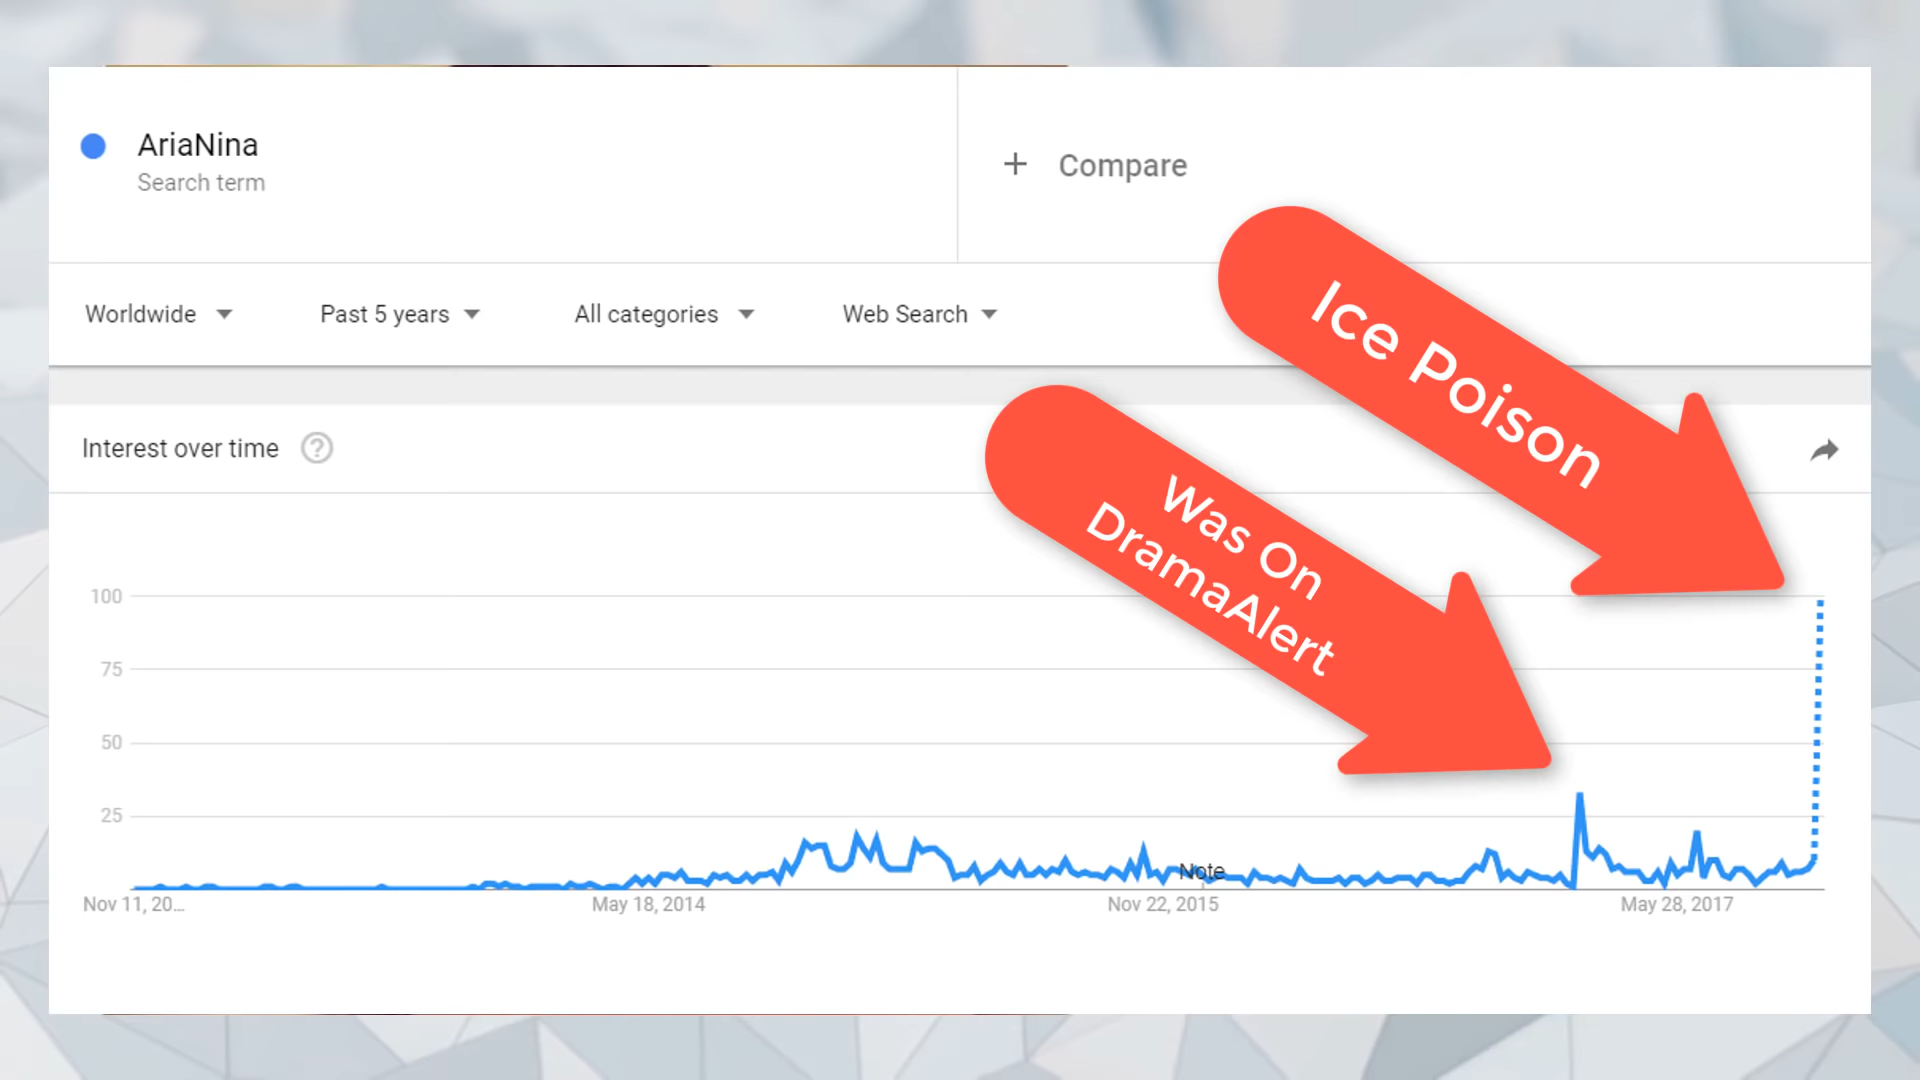 AriaNina
Search term
+ Compare
Worldwide
Past 5 years
All categories
Web Search
Ice Poison
Interest over time ?
Was On
DramaAlert
100
75
50
25
Note
Nov 11, 20...
May 18, 2014
Nov 22, 2015
May 28, 2017